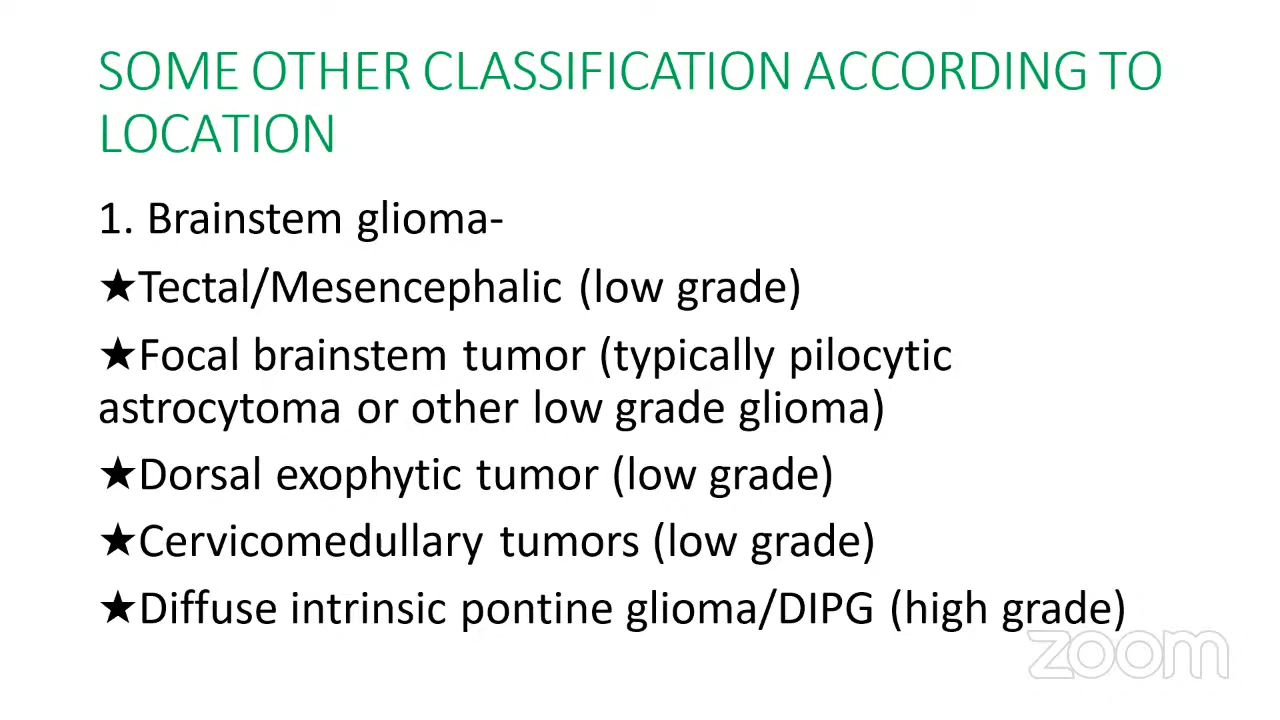 SOME OTHER CLASSIFICATION ACCORDING TO
LOCATION
1. Brainstem glioma-
★Tectal/Mesencephalic (low grade)
★Focal brainstem tumor (typically pilocytic
astrocytoma or other low grade glioma)
★Dorsal exophytic tumor (low grade)
★Cervicomedullary tumors (low grade)
★Diffuse intrinsic pontine glioma/DIPG (high grade)
zoom